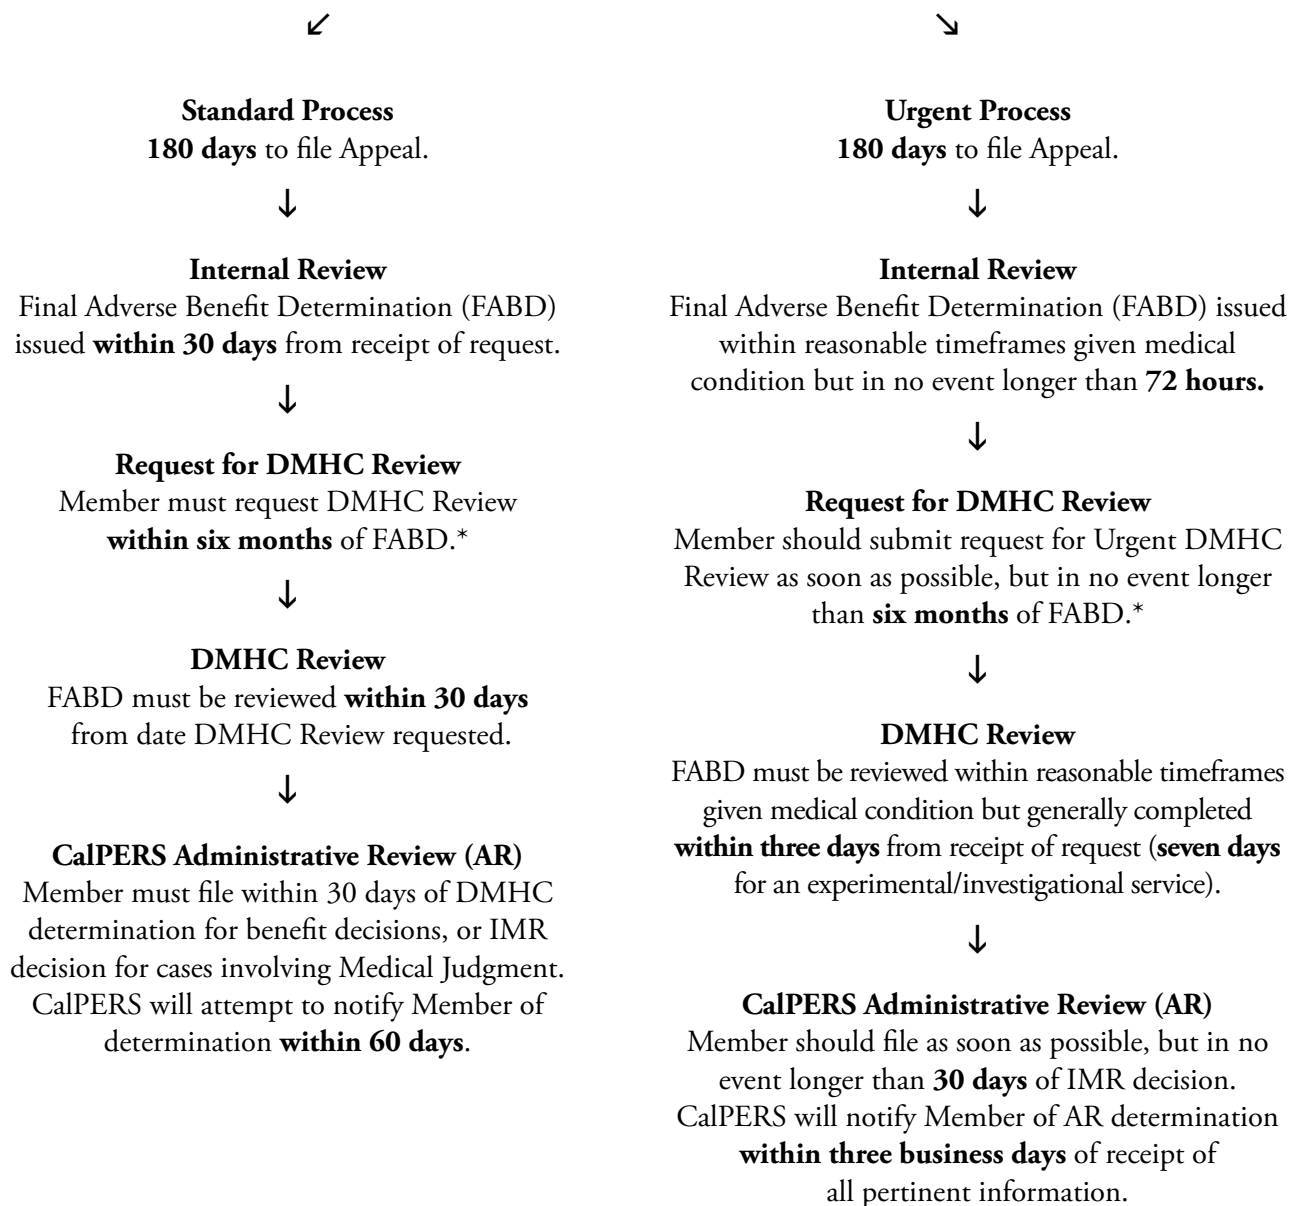 Standard Process
180 days to file Appeal.
Internal Review
Final Adverse Benefit Determination (FABD)
issued within 30 days from receipt of request.
Request for DMHC Review
Member must request DMHC Review
within six months of FABD.*
DMHC Review
FABD must be reviewed within 30 days
from date DMHC Review requested.
CalPERS Administrative Review (AR)
Member must file within 30 days of DMHC
determination for benefit decisions, or IMR
decision for cases involving Medical Judgment.
CalPERS will attempt to notify Member of
determination within 60 days.
Urgent Process
180 days to file Appeal.
Internal Review
Final Adverse Benefit Determination (FABD) issued
within reasonable timeframes given medical
condition but in no event longer than 72 hours.
Request for DMHC Review
Member should submit request for Urgent DMHC
Review as soon as possible, but in no event longer
than six months of FABD.*
DMHC Review
FABD must be reviewed within reasonable timeframes
given medical condition but generally completed
within three days from receipt of request (seven days
for an experimental/investigational service).
CalPERS Administrative Review (AR)
Member should file as soon as possible, but in no
event longer than 30 days of IMR decision.
CalPERS will notify Member of AR determination
within three business days of receipt of
all pertinent information.